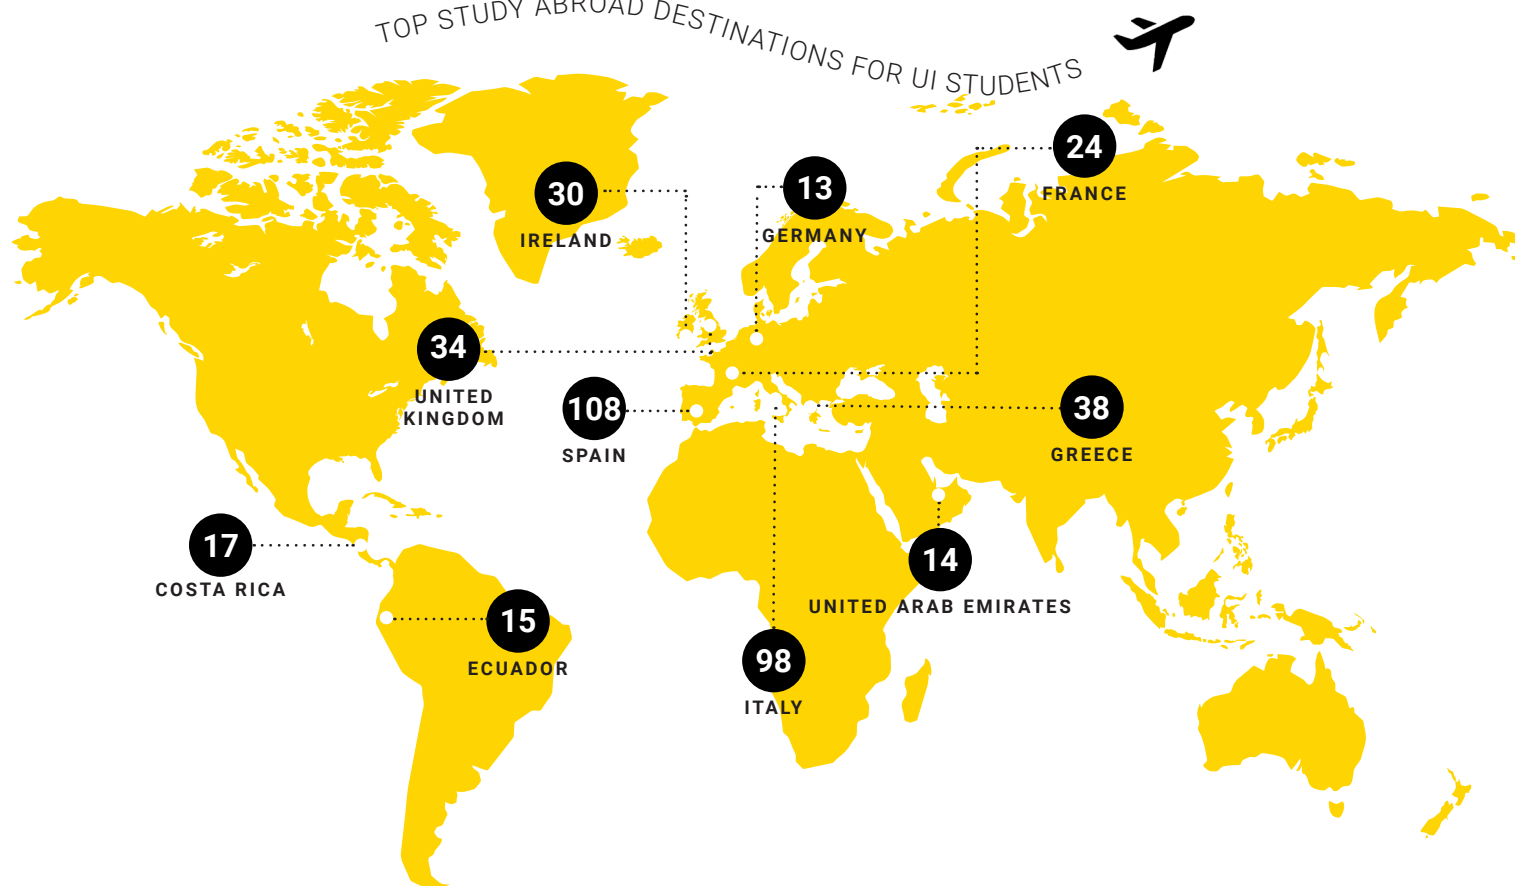 TOP STUDY ABROAD DESTINATIONS FOR UI STUDENTS
24
FRANCE
30
IRELAND
13
GERMANY
34
UNITED
KINGDOM
108
SPAIN
38
GREECE
17
COSTA RICA
14
UNITED ARAB EMIRATES
15
ECUADOR
98
ITALY